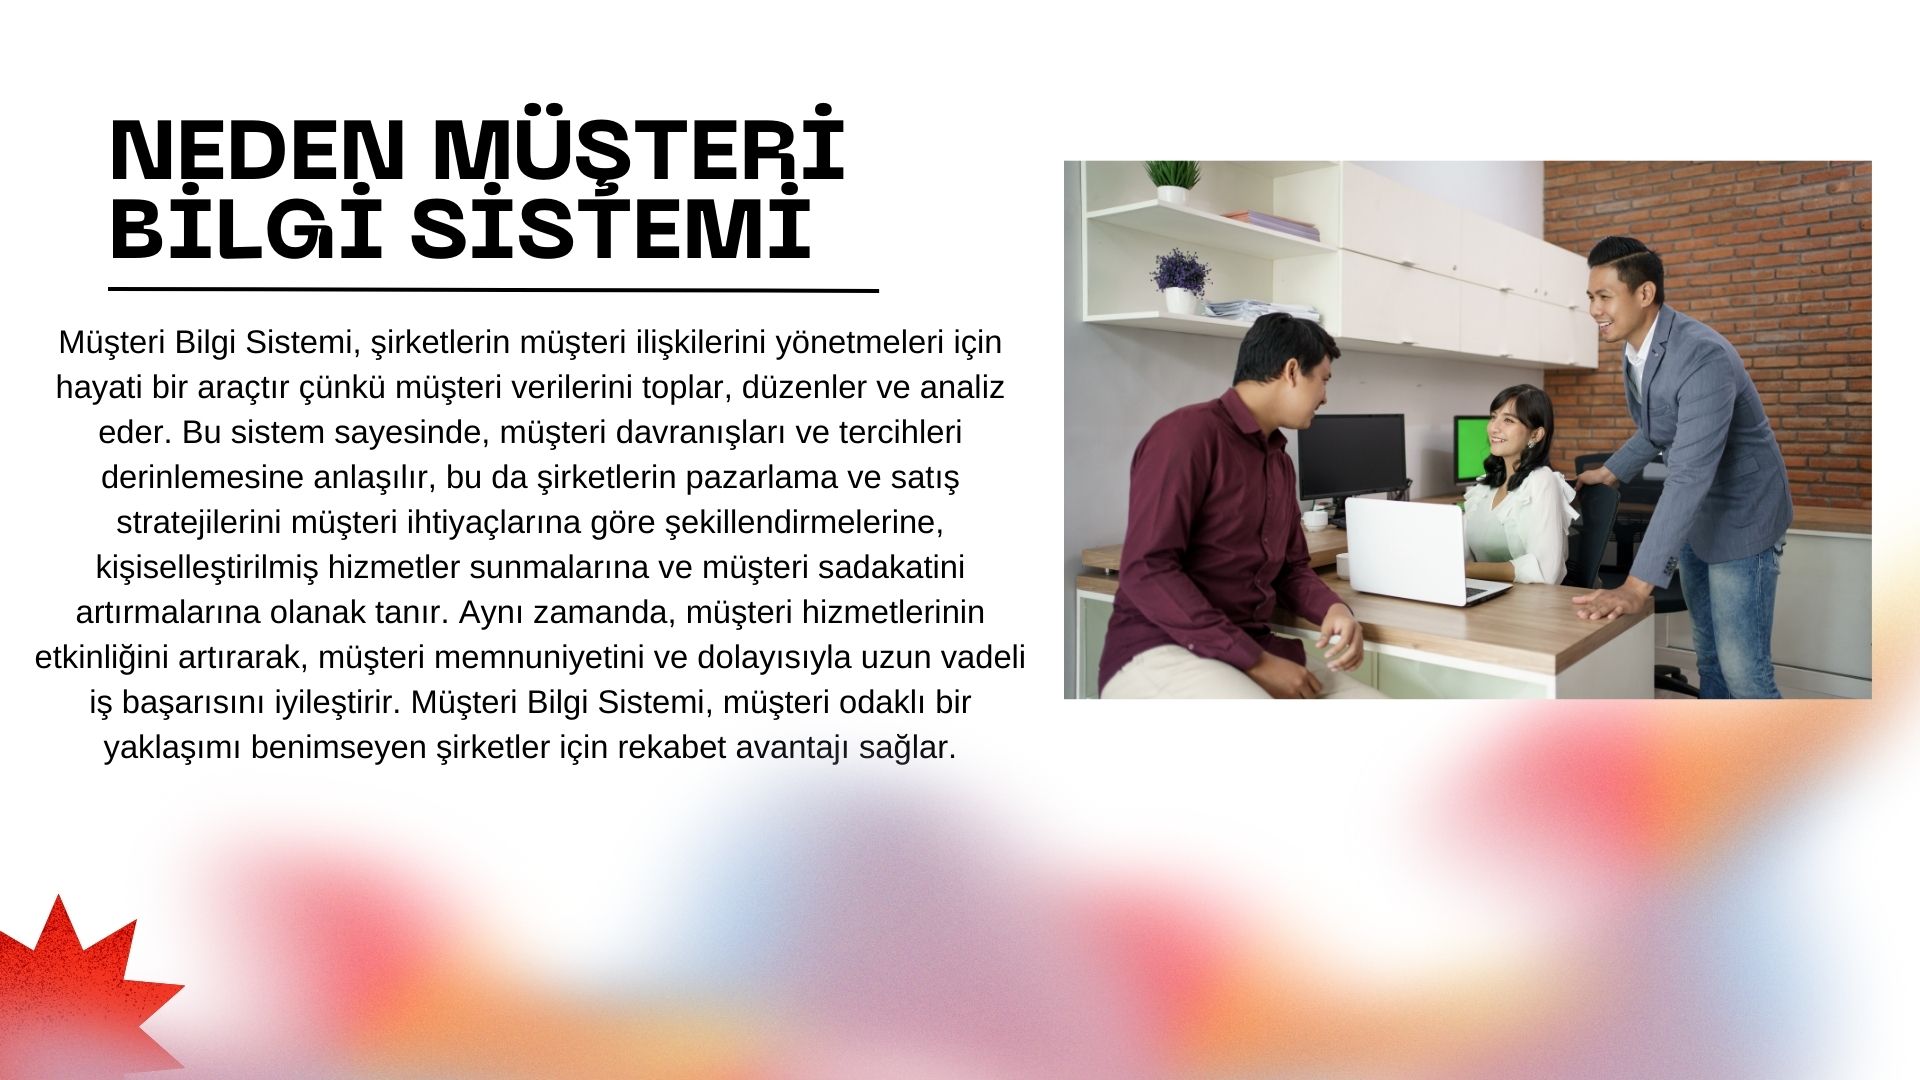 NEDEN MÜŞTERİ
BİLGİ SİSTEMİ
Müşteri Bilgi Sistemi, şirketlerin müşteri ilişkilerini yönetmeleri için
hayati bir araçtır çünkü müşteri verilerini toplar, düzenler ve analiz
eder. Bu sistem sayesinde, müşteri davranışları ve tercihleri
derinlemesine anlaşılır, bu da şirketlerin pazarlama ve satış
stratejilerini müşteri ihtiyaçlarına göre şekillendirmelerine,
kişiselleştirilmiş hizmetler sunmalarına ve müşteri sadakatini
artırmalarına olanak tanır. Aynı zamanda, müşteri hizmetlerinin
etkinliğini artırarak, müşteri memnuniyetini ve dolayısıyla uzun vadeli
iş başarısını iyileştirir. Müşteri Bilgi Sistemi, müşteri odaklı bir
yaklaşımı benimseyen şirketler için rekabet avantajı sağlar.